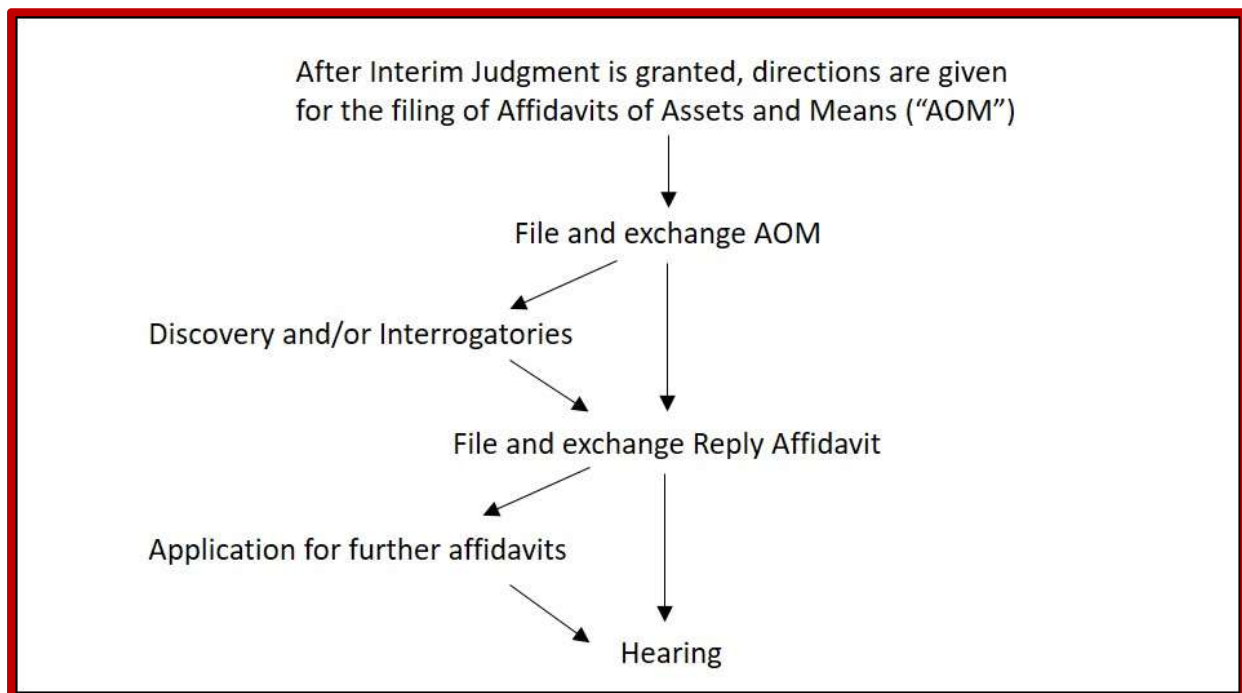 After Interim Judgment is granted, directions are given
for the filing of Affidavits of Assets and Means (“AOM”)
File and exchange AOM
Discovery and/or Interrogatories
File and exchange Reply Affidavit
Application for further affidavits
Hearing